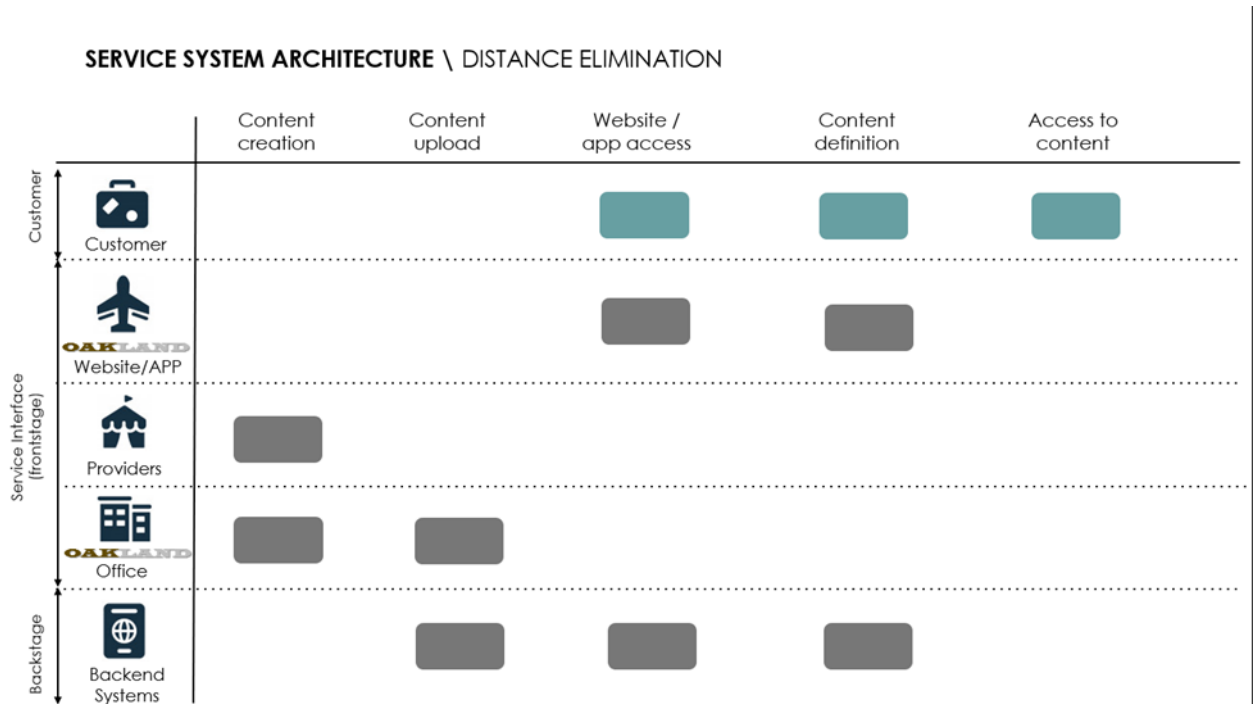 SERVICE SYSTEM ARCHITECTURE \ DISTANCE ELIMINATION
Content
creation
Content
upload
Website /
app access
Content
definition
Access to
content
Customer
Customer
Service Interface
(frontstage)
OAKLAND
Website/APP
Providers
OAKLAND
Office
Backstage
Backend
Systems